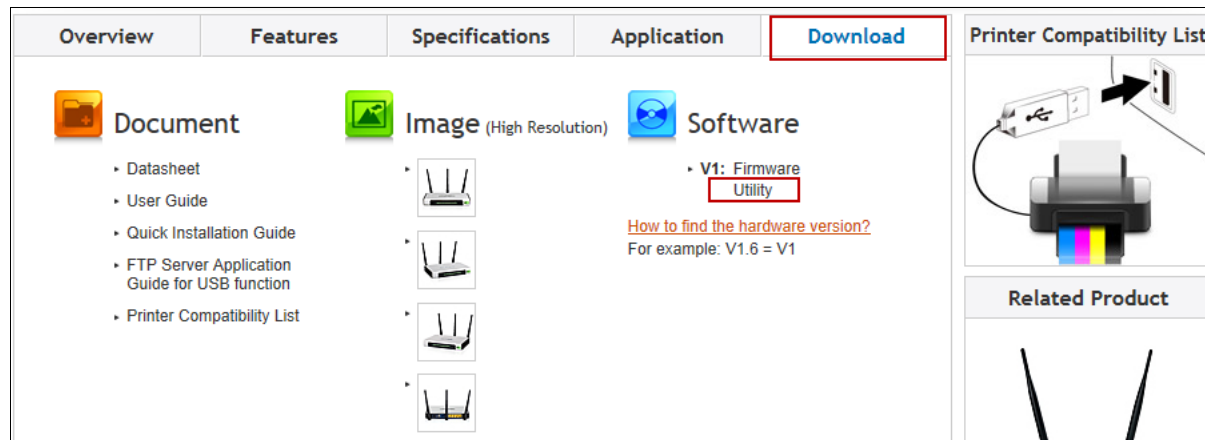 Overview
Features
Specifications
Application
Download
Printer Compatibility List
Document
Datasheet
User Guide
Quick Installation Guide
FTP Server Application
Guide for USB function
Printer Compatibility List
Image (High Resolution)
Software
V1: Firmware
Utility
How to find the hardware version?
For example: V1.6 = V1
Related Product